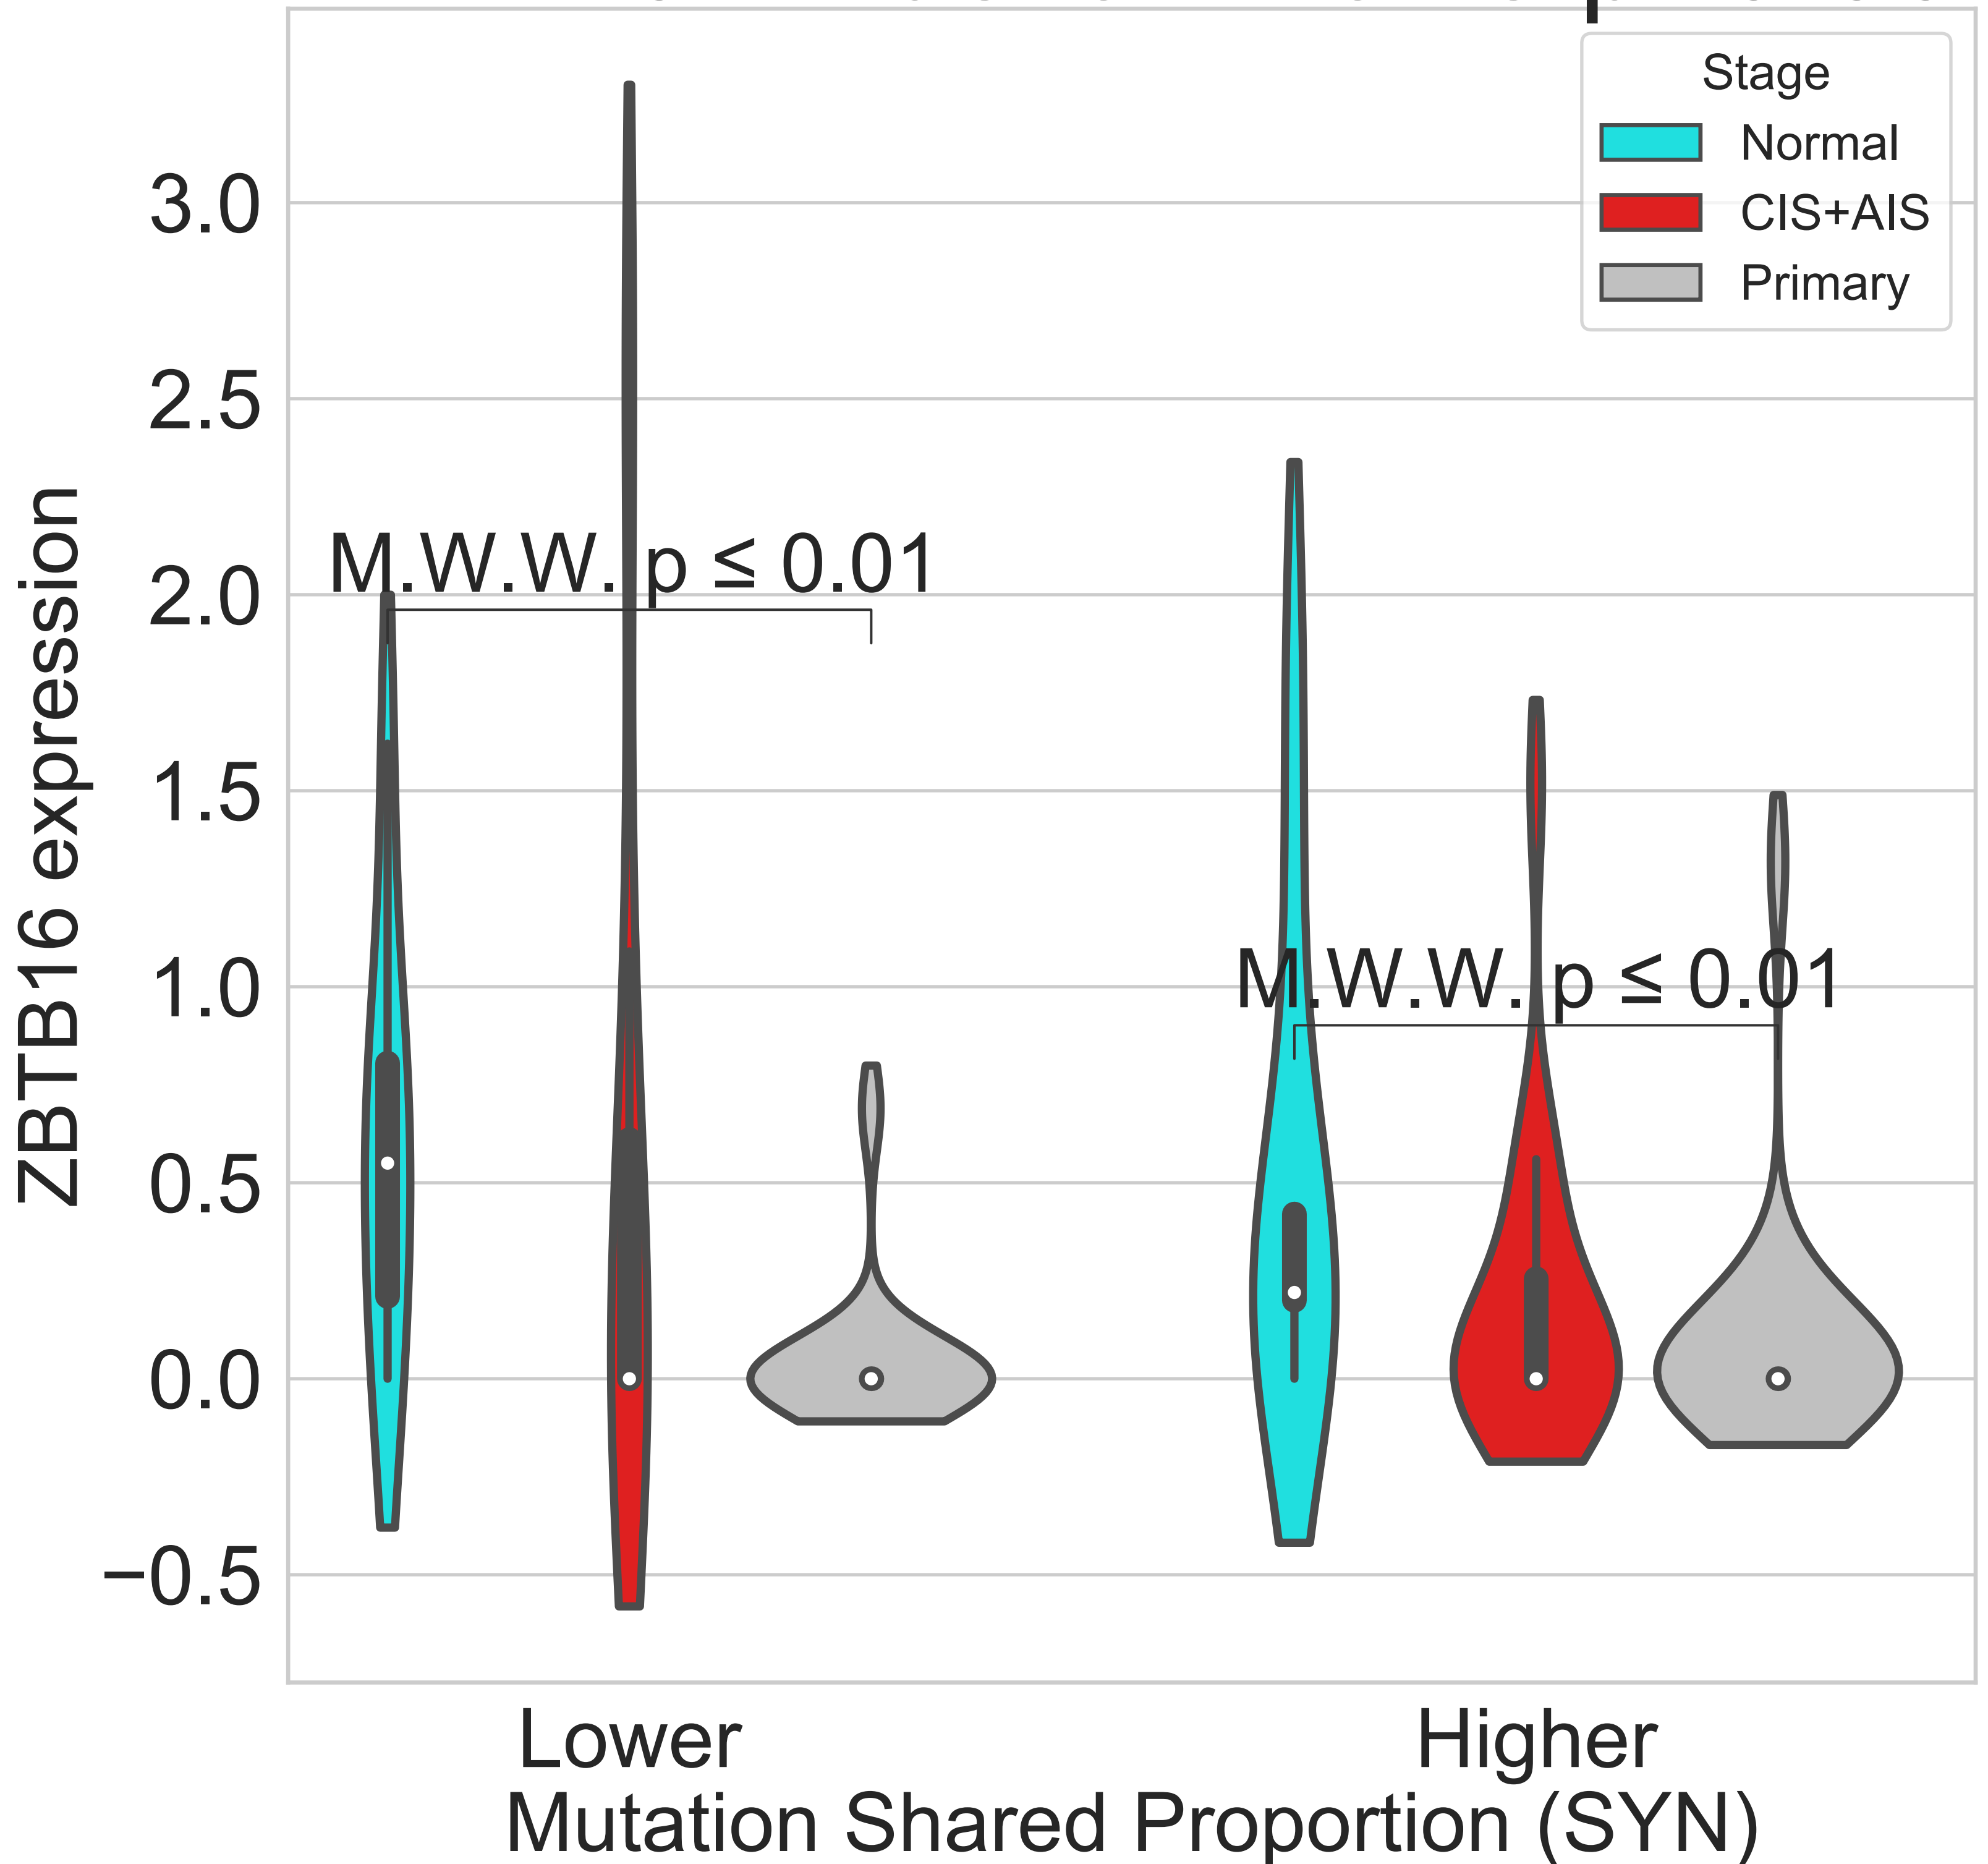 Stage
Normal
CIS+AIS
Primary
3.0
2.5
2.0
1.5
1.0
0.5
0.0
−0.5
ZBTB16 expression
M.W.W. p ≤ 0.01
M.W.W. p ≤ 0.01
Lower
Higher
Mutation Shared Proportion (SYN)